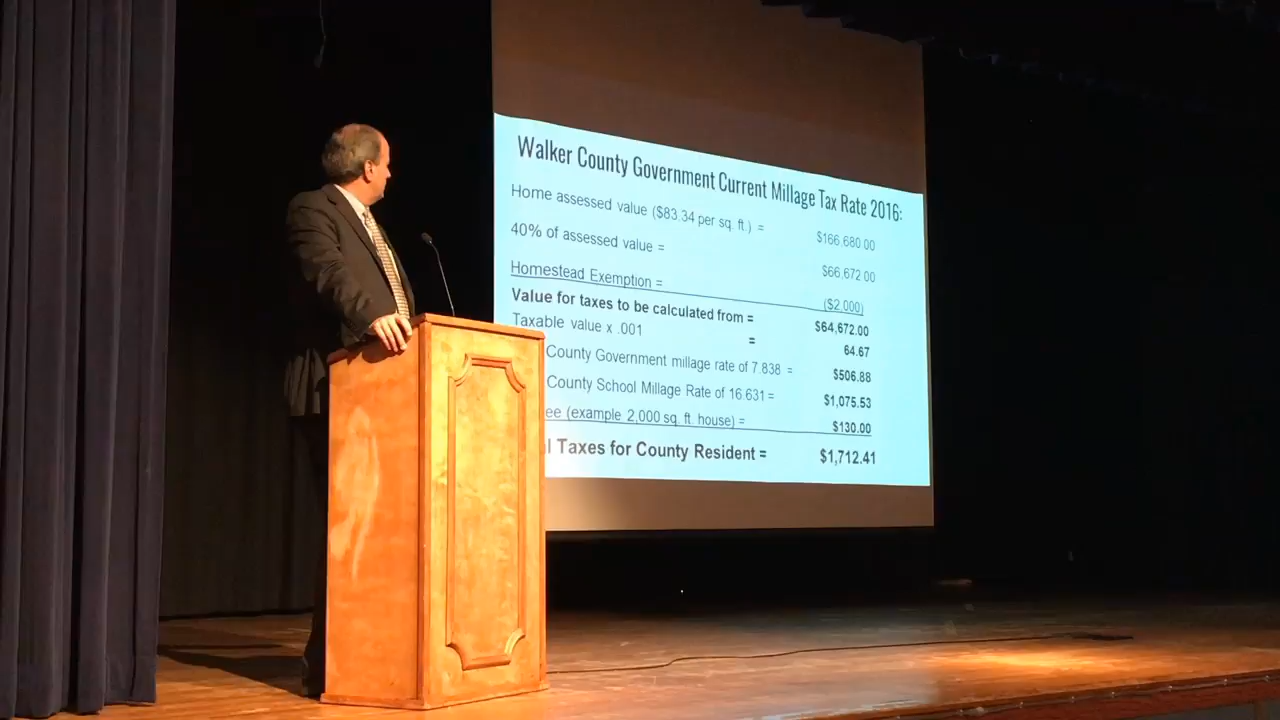 Walker County Government Current Millage Tax Rate 2016:
Home assessed value ($83.34 per sq. ft.) = $166,680.00
40% of assessed value = $66,672.00
Homestead Exemption = ($2,000)
Value for taxes to be calculated from = $64,672.00
Taxable value x .001 = 64.67
County Government millage rate of 7.838 = $506.88
County School Millage Rate of 16.631 = $1,075.53
ee (example 2,000 sq. ft. house) = $130.00
l Taxes for County Resident = $1,712.41